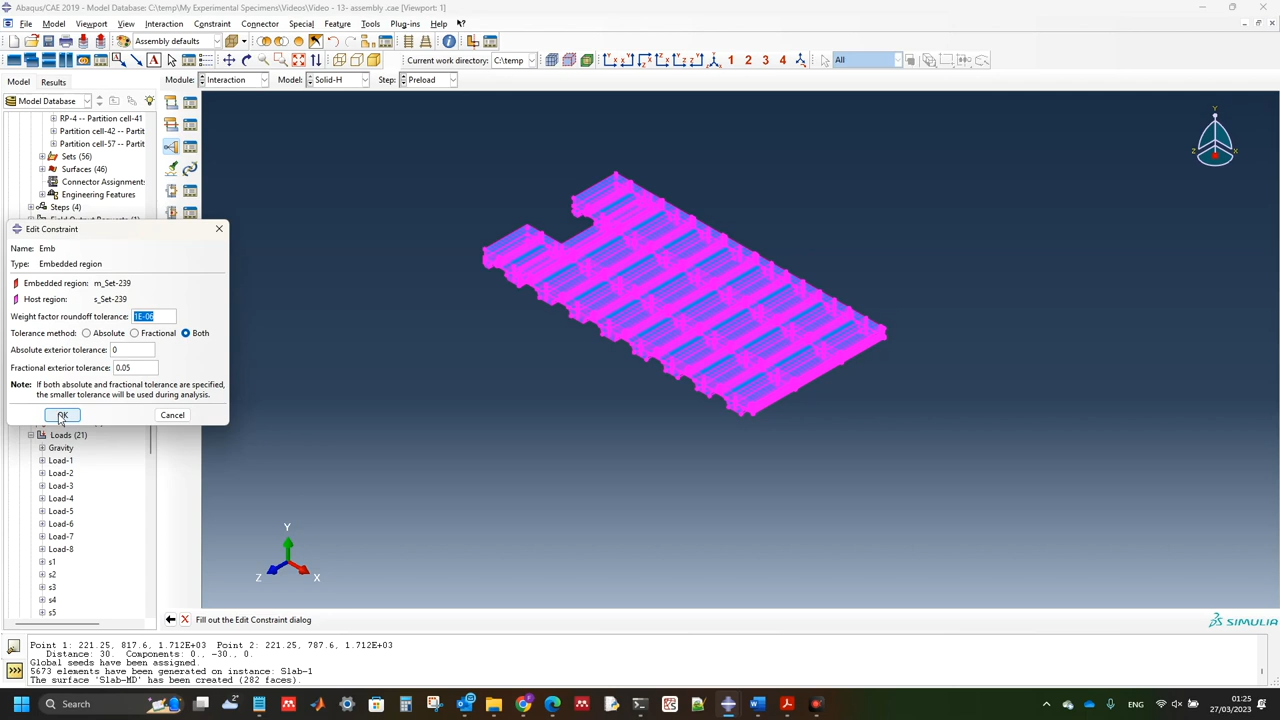 Abaqus/CAE 2019 - Model Database: C:\temp\My Experimental Specimens\Videos\Video - 13- assembly .cae [Viewport: 1]
File Model Viewport View Interaction Constraint Connector Special Feature Tools Plug-ins Help
Assembly defaults
A Current work directory: C:\temp 1 2 3 4 All
Model Results Module: Interaction Model: Solid-H Step: Preload
Model Database
RP-4 -- Partition cell-41
Partition cell-42 -- Partit
Partition cell-57 -- Partit
Sets (56)
Surfaces (46)
Connector Assignments
Engineering Features
Steps (4)
Edit Constraint
Name: Emb
Type: Embedded region
Embedded region: m_Set-239
Host region: s_Set-239
Weight factor roundoff tolerance: 1E-06
Tolerance method: Absolute Fractional Both
Absolute exterior tolerance: 0
Fractional exterior tolerance: 0.05
Note: If both absolute and fractional tolerance are specified,
the smaller tolerance will be used during analysis.
OK Cancel
Loads (21)
Gravity
Load-1
Load-2
Load-3
Load-4
Load-5
Load-6
Load-7
Load-8
s1
s2
s3
s4
s5
Y
Z X
Y
Z X
Fill out the Edit Constraint dialog
SIMULIA
Point 1: 221.25, 817.6, 1.712E+03 Point 2: 221.25, 787.6, 1.712E+03
Distance: 30. Components: 0., -30., 0.
Global seeds have been assigned.
5673 elements have been generated on instance: Slab-1
The surface 'Slab-MD' has been created (282 faces).
Search
ENG
01:25
27/03/2023